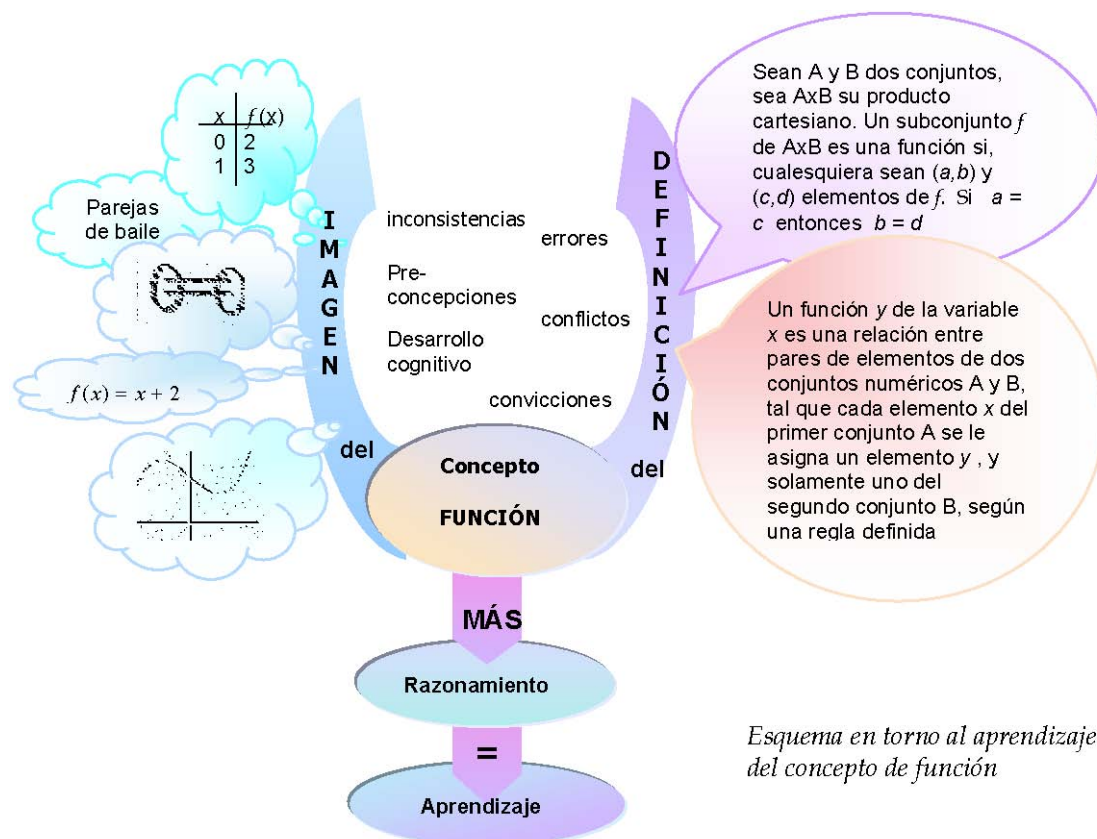 x f(x)
0 2
1 3
Parejas
de baile
f(x) = x + 2
IMAGEN
del
inconsistencias
errores
Pre-
concepciones
conflictos
Desarrollo
cognitivo
convicciones
DEFINICIÓN
del
Sean A y B dos conjuntos,
sea AxB su producto
cartesiano. Un subconjunto f
de AxB es una función si,
cualesquiera sean (a,b) y
(c,d) elementos de f. Si a =
c entonces b = d
Un función y de la variable
x es una relación entre
pares de elementos de dos
conjuntos numéricos A y B,
tal que cada elemento x del
primer conjunto A se le
asigna un elemento y , y
solamente uno del
segundo conjunto B, según
una regla definida
Concepto
FUNCIÓN
MÁS
Razonamiento
=
Aprendizaje
Esquema en torno al aprendizaje
del concepto de función